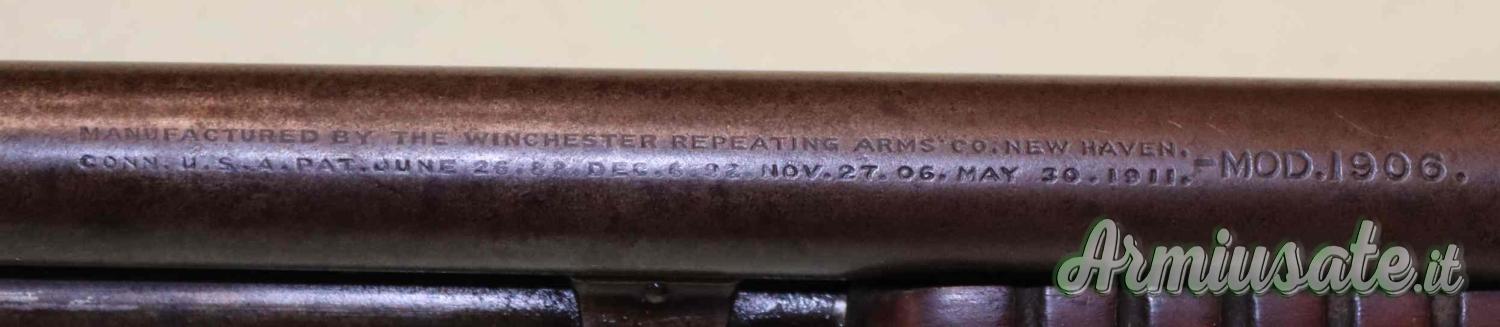 MANUFACTURED BY THE WINCHESTER REPEATING ARMS CO. NEW HAVEN.
CONN. U.S.A. PAT. JUNE 26. 88. DEC. 6. 92. NOV. 27. 06. MAY 30. 1911. -MOD. 1906.
Armiusate.it